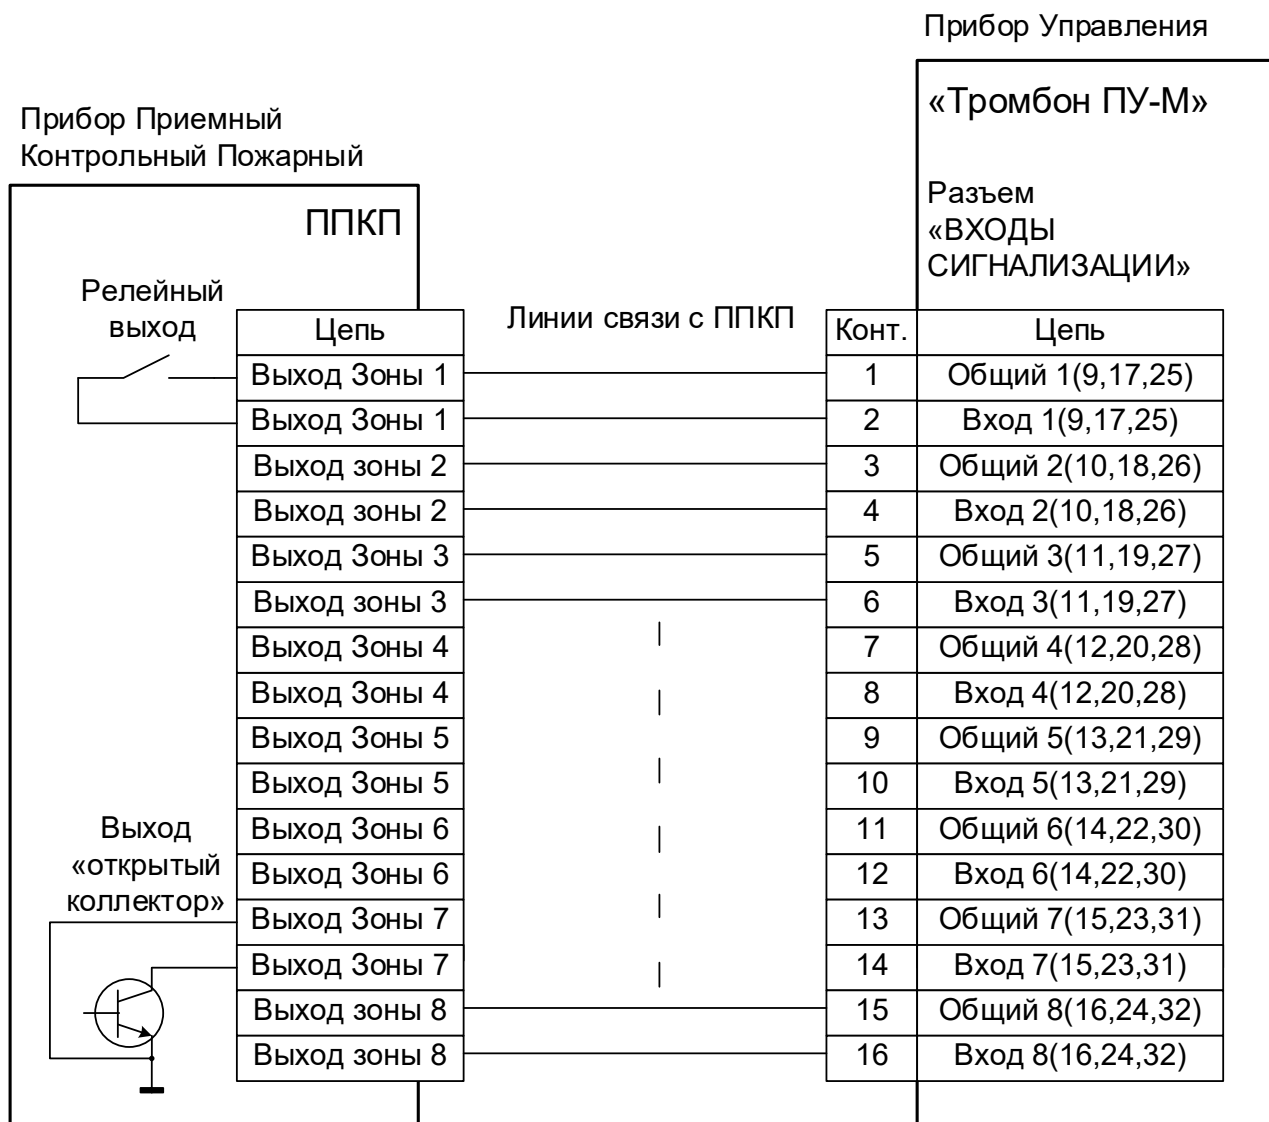 Прибор Управления
«Тромбон ПУ-М»
Прибор Приемный
Контрольный Пожарный
Разъем
«ВХОДЫ
СИГНАЛИЗАЦИИ»
ППКП
Релейный
выход
Линии связи с ППКП
Цепь Конт. Цепь
Выход Зоны 1 1 Общий 1(9,17,25)
Выход Зоны 1 2 Вход 1(9,17,25)
Выход зоны 2 3 Общий 2(10,18,26)
Выход зоны 2 4 Вход 2(10,18,26)
Выход Зоны 3 5 Общий 3(11,19,27)
Выход зоны 3 6 Вход 3(11,19,27)
Выход Зоны 4 7 Общий 4(12,20,28)
Выход Зоны 4 8 Вход 4(12,20,28)
Выход Зоны 5 9 Общий 5(13,21,29)
Выход Зоны 5 10 Вход 5(13,21,29)
Выход Зоны 6 11 Общий 6(14,22,30)
Выход Зоны 6 12 Вход 6(14,22,30)
Выход Зоны 7 13 Общий 7(15,23,31)
Выход Зоны 7 14 Вход 7(15,23,31)
Выход зоны 8 15 Общий 8(16,24,32)
Выход зоны 8 16 Вход 8(16,24,32)
Выход
«открытый
коллектор»